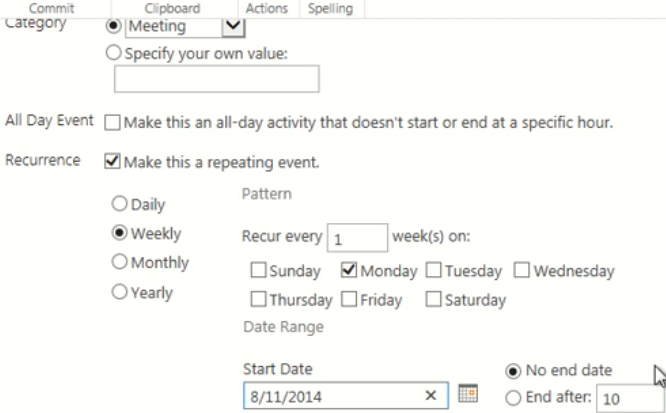 Commit Clipboard Actions Spelling
Category Meeting
Specify your own value:
All Day Event Make this an all-day activity that doesn't start or end at a specific hour.
Recurrence Make this a repeating event.
Pattern
Daily
Weekly Recur every 1 week(s) on:
Monthly
Sunday Monday Tuesday Wednesday
Yearly
Thursday Friday Saturday
Date Range
Start Date No end date
8/11/2014 End after: 10